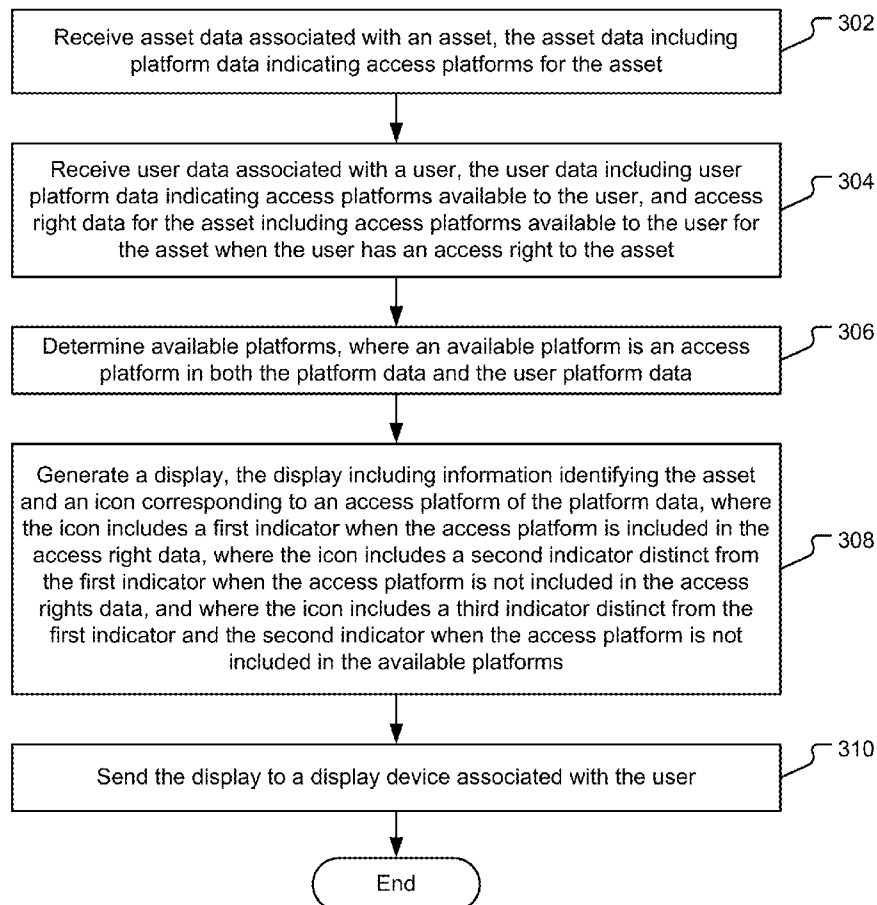 Receive asset data associated with an asset, the asset data including
platform data indicating access platforms for the asset
302
Receive user data associated with a user, the user data including user
platform data indicating access platforms available to the user, and access
right data for the asset including access platforms available to the user for
the asset when the user has an access right to the asset
304
Determine available platforms, where an available platform is an access
platform in both the platform data and the user platform data
306
Generate a display, the display including information identifying the asset
and an icon corresponding to an access platform of the platform data, where
the icon includes a first indicator when the access platform is included in the
access right data, where the icon includes a second indicator distinct from
the first indicator when the access platform is not included in the access
rights data, and where the icon includes a third indicator distinct from the
first indicator and the second indicator when the access platform is not
included in the available platforms
308
Send the display to a display device associated with the user
310
End